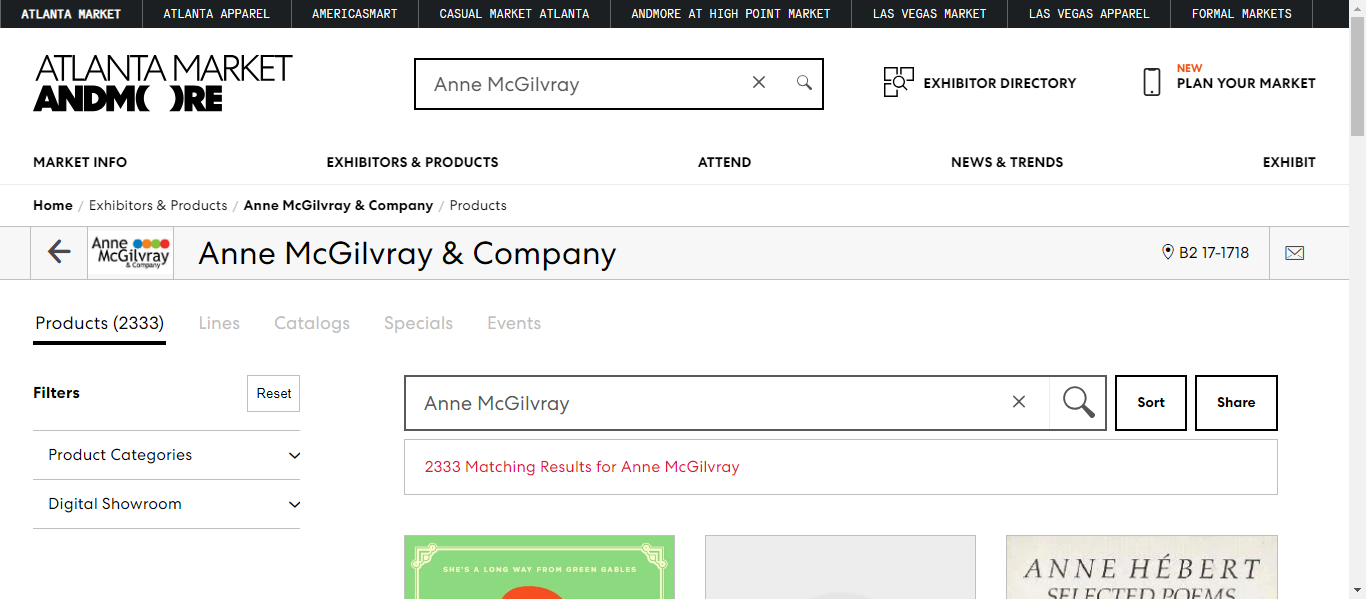 ATLANTA MARKET
ATLANTA APPAREL
AMERICASMART
CASUAL MARKET ATLANTA
ANDMORE AT HIGH POINT MARKET
LAS VEGAS MARKET
LAS VEGAS APPAREL
FORMAL MARKETS
ATLANTA MARKET
ANDM( )RE
Anne McGilvray
EXHIBITOR DIRECTORY
NEW
PLAN YOUR MARKET
MARKET INFO
EXHIBITORS & PRODUCTS
ATTEND
NEWS & TRENDS
EXHIBIT
Home / Exhibitors & Products / Anne McGilvray & Company / Products
Anne
McGilvray
& Company
Anne McGilvray & Company
B2 17-1718
Products (2333)
Lines
Catalogs
Specials
Events
Filters
Reset
Anne McGilvray
Sort
Share
Product Categories
2333 Matching Results for Anne McGilvray
Digital Showroom
SHE'S A LONG WAY FROM GREEN GABLES
ANNE HÉBERT
SELECTED POEMS